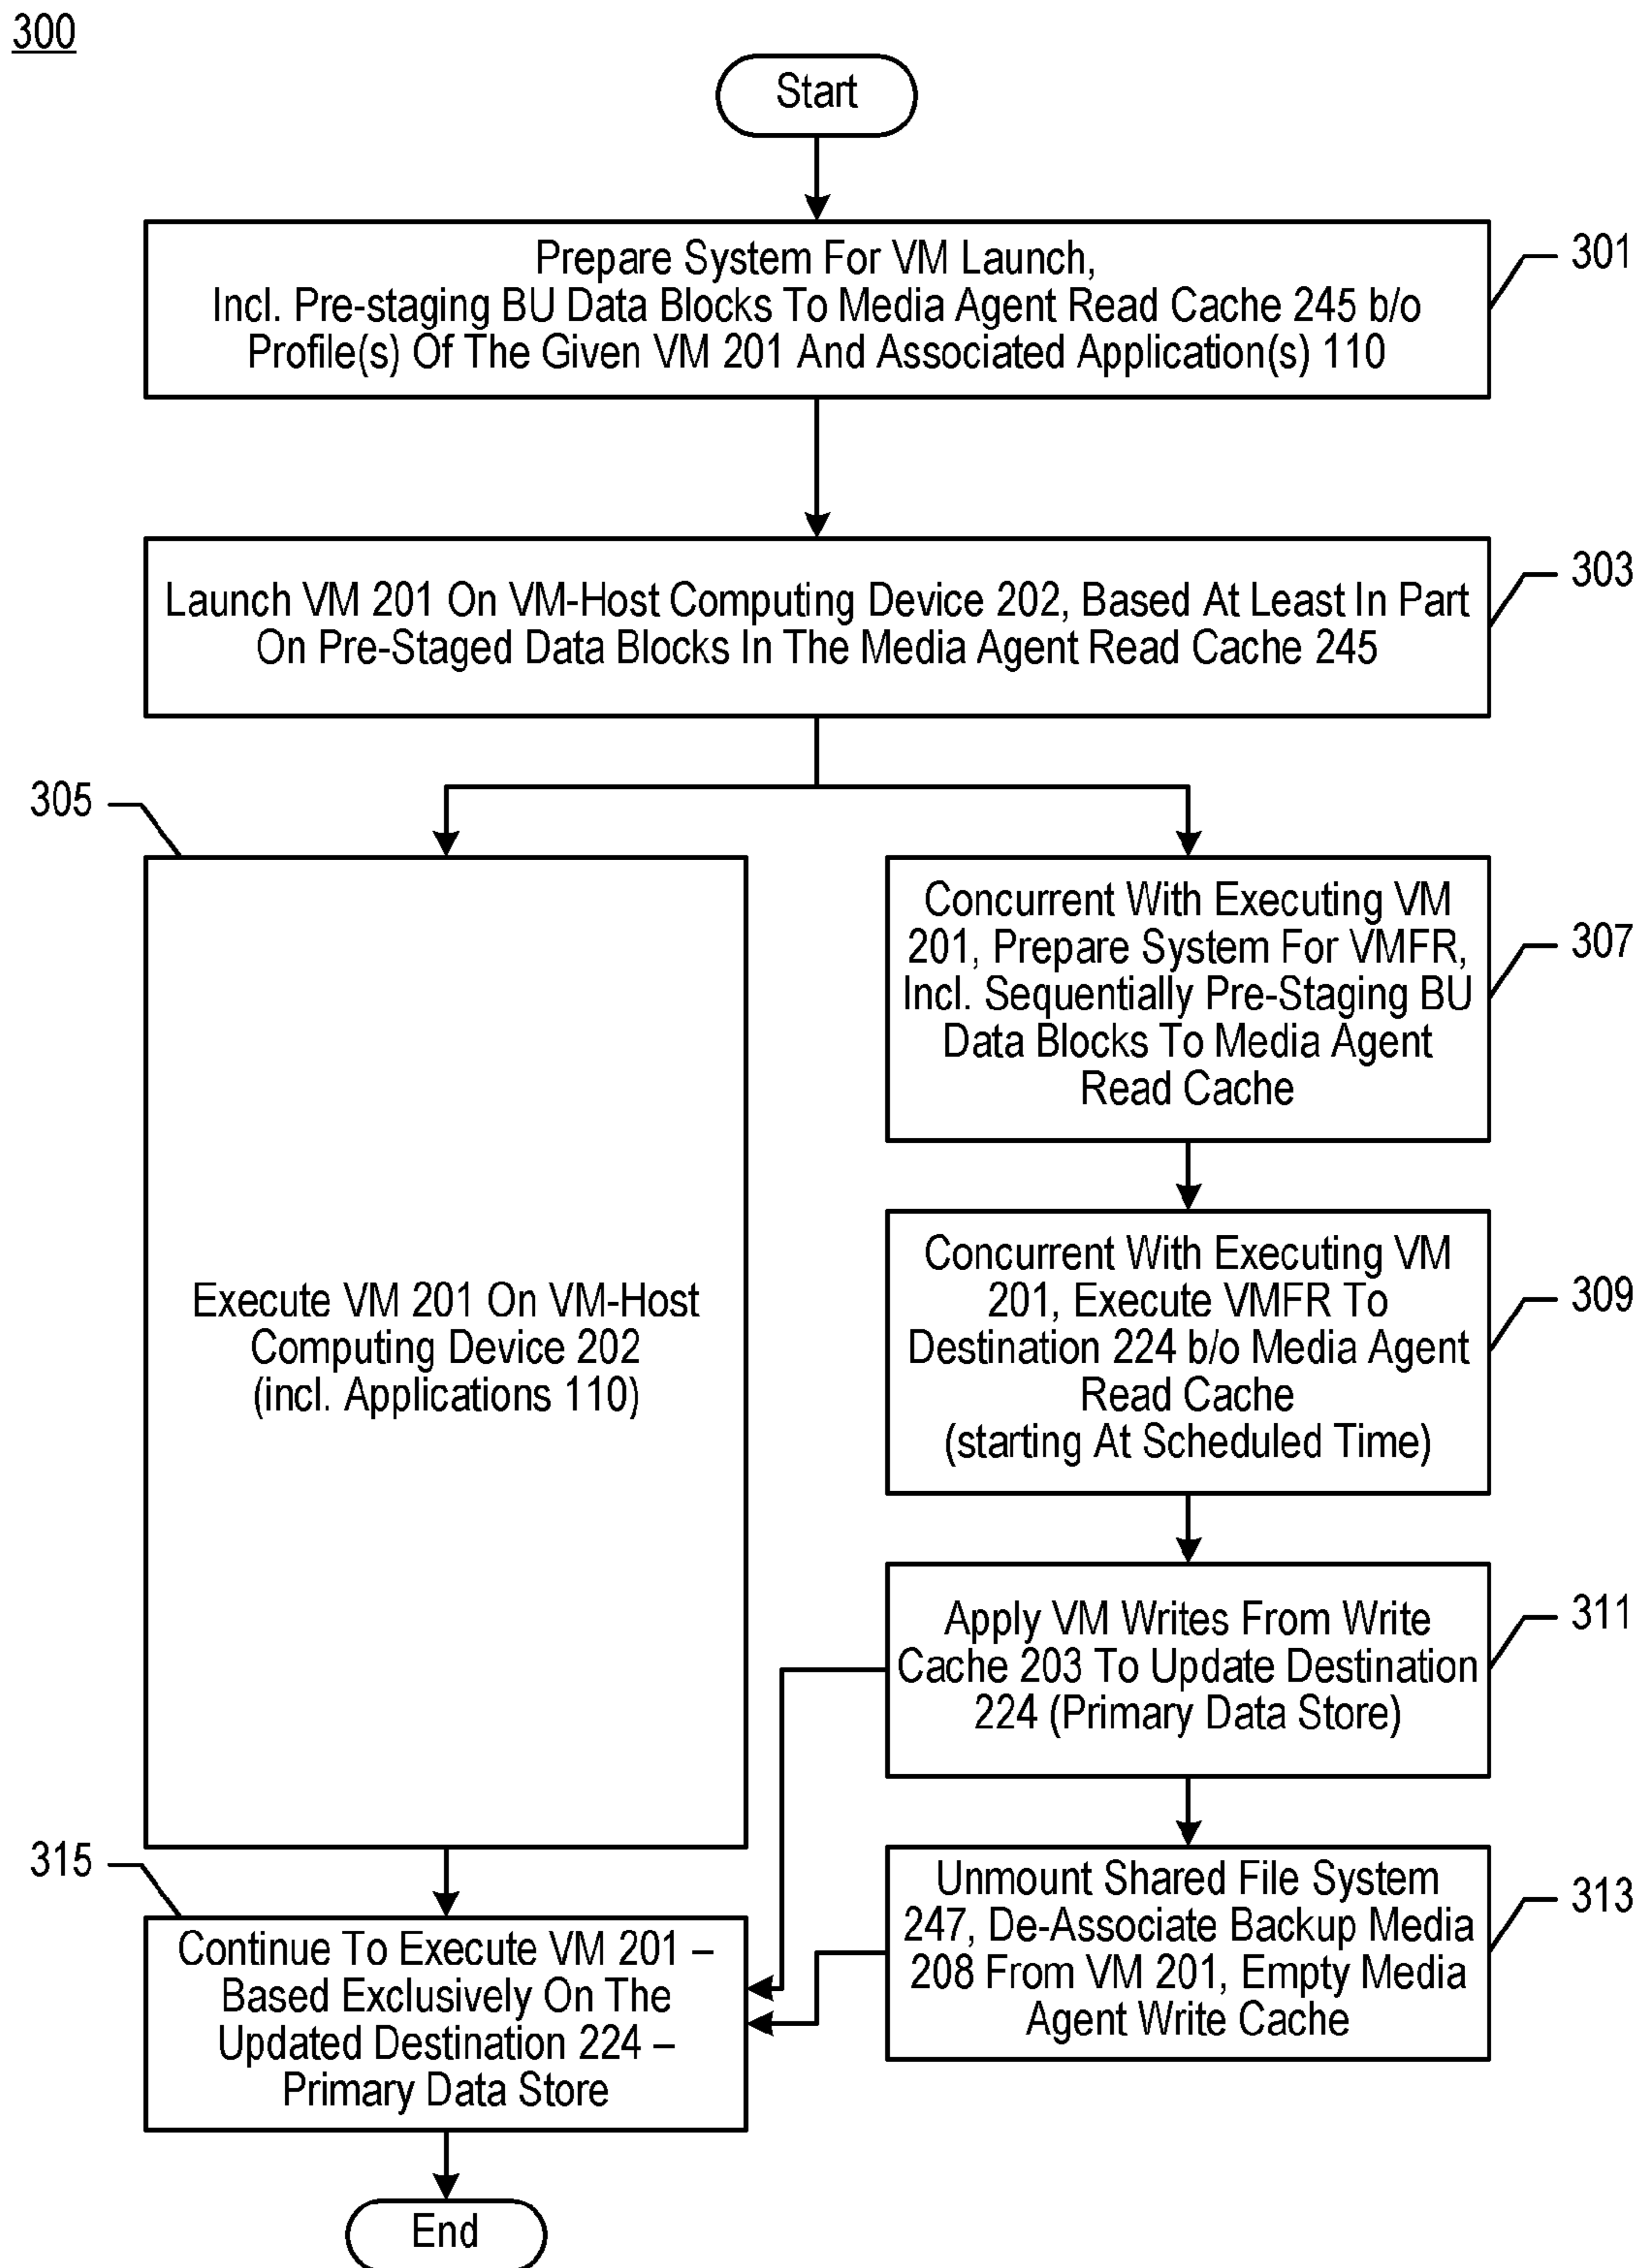 300
Start
Prepare System For VM Launch,
Incl. Pre-staging BU Data Blocks To Media Agent Read Cache 245 b/o
Profile(s) Of The Given VM 201 And Associated Application(s) 110
301
Launch VM 201 On VM-Host Computing Device 202, Based At Least In Part
On Pre-Staged Data Blocks In The Media Agent Read Cache 245
303
305
Execute VM 201 On VM-Host
Computing Device 202
(incl. Applications 110)
Concurrent With Executing VM
201, Prepare System For VMFR,
Incl. Sequentially Pre-Staging BU
Data Blocks To Media Agent
Read Cache
307
Concurrent With Executing VM
201, Execute VMFR To
Destination 224 b/o Media Agent
Read Cache
(starting At Scheduled Time)
309
Apply VM Writes From Write
Cache 203 To Update Destination
224 (Primary Data Store)
311
Unmount Shared File System
247, De-Associate Backup Media
208 From VM 201, Empty Media
Agent Write Cache
313
315
Continue To Execute VM 201 –
Based Exclusively On The
Updated Destination 224 –
Primary Data Store
End